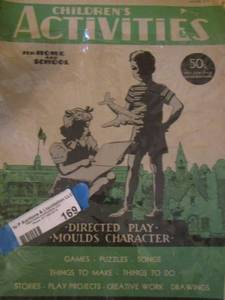 CHILDREN'S
ACTIVITIES
FOR HOME
AND
SCHOOL
50¢
169
· DIRECTED PLAY ·
MOULDS CHARACTER ·
GAMES · PUZZLES · SONGS
THINGS TO MAKE · THINGS TO DO
STORIES · PLAY PROJECTS · CREATIVE WORK · DRAWINGS